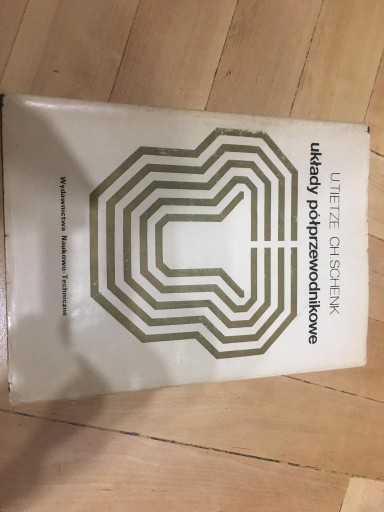 U.TIETZE CH.SCHENK
układy półprzewodnikowe
Wydawnictwa Naukowo-Techniczne